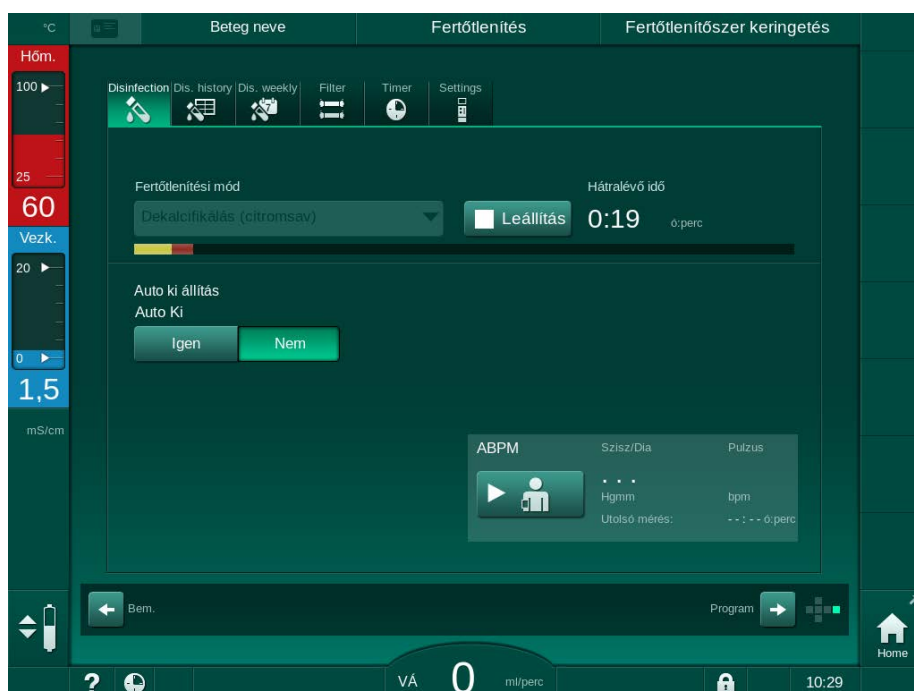 °C Beteg neve Fertőtlenítés Fertőtlenítőszer keringetés
Hőm.
100
25
60
Vezk.
20
0
1,5
mS/cm
Disinfection Dis. history Dis. weekly Filter Timer Settings
7
Fertőtlenítési mód Hátralévő idő
Dekalcifikálás (citromsav) Leállítás 0:19 ó:perc
Auto ki állítás
Auto Ki
Igen Nem
ABPM Szisz/Dia Pulzus
. . .
Hgmm bpm
Utolsó mérés: --:-- ó:perc
Bem. Program
Home
? VÁ 0 ml/perc 10:29